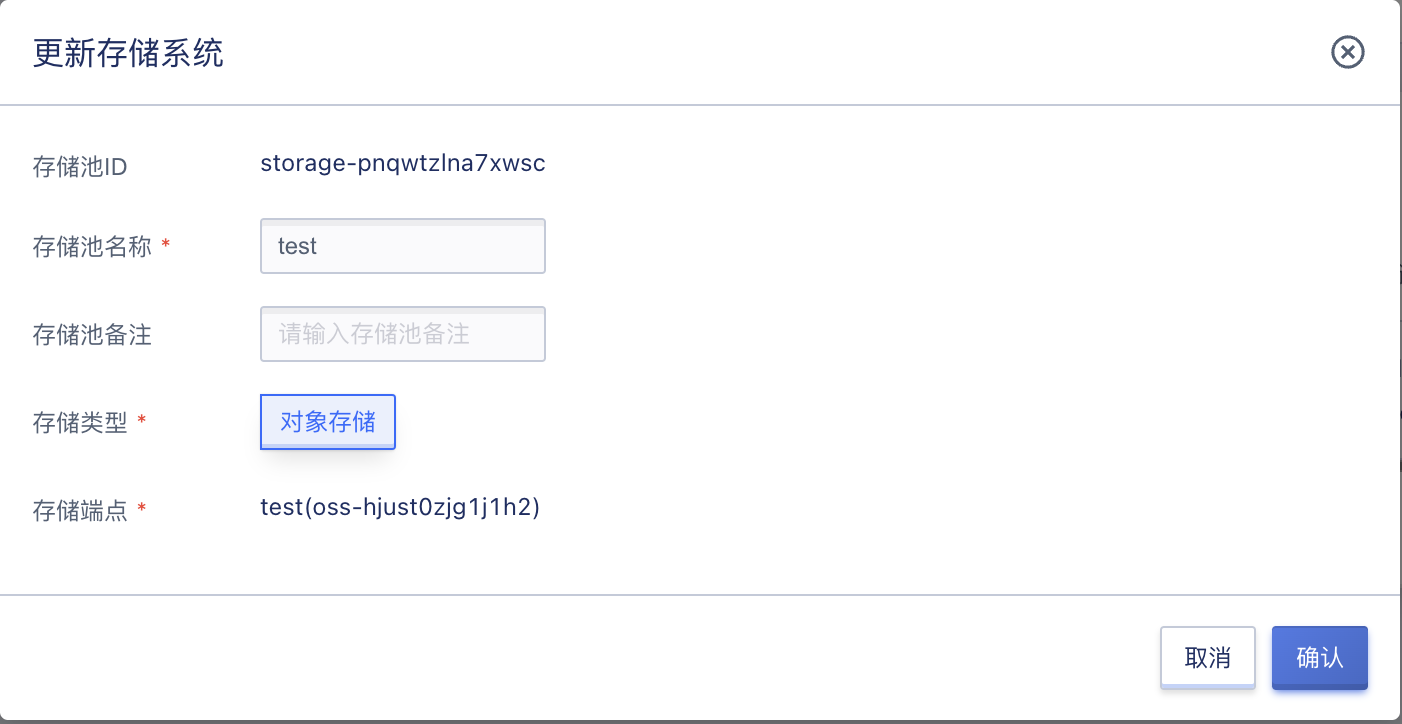 更新存储系统
存储池ID storage-pnqwtzlna7xwsc
存储池名称 * test
存储池备注 请输入存储池备注
存储类型 * 对象存储
存储端点 * test(oss-hjust0zjg1j1h2)
取消 确认